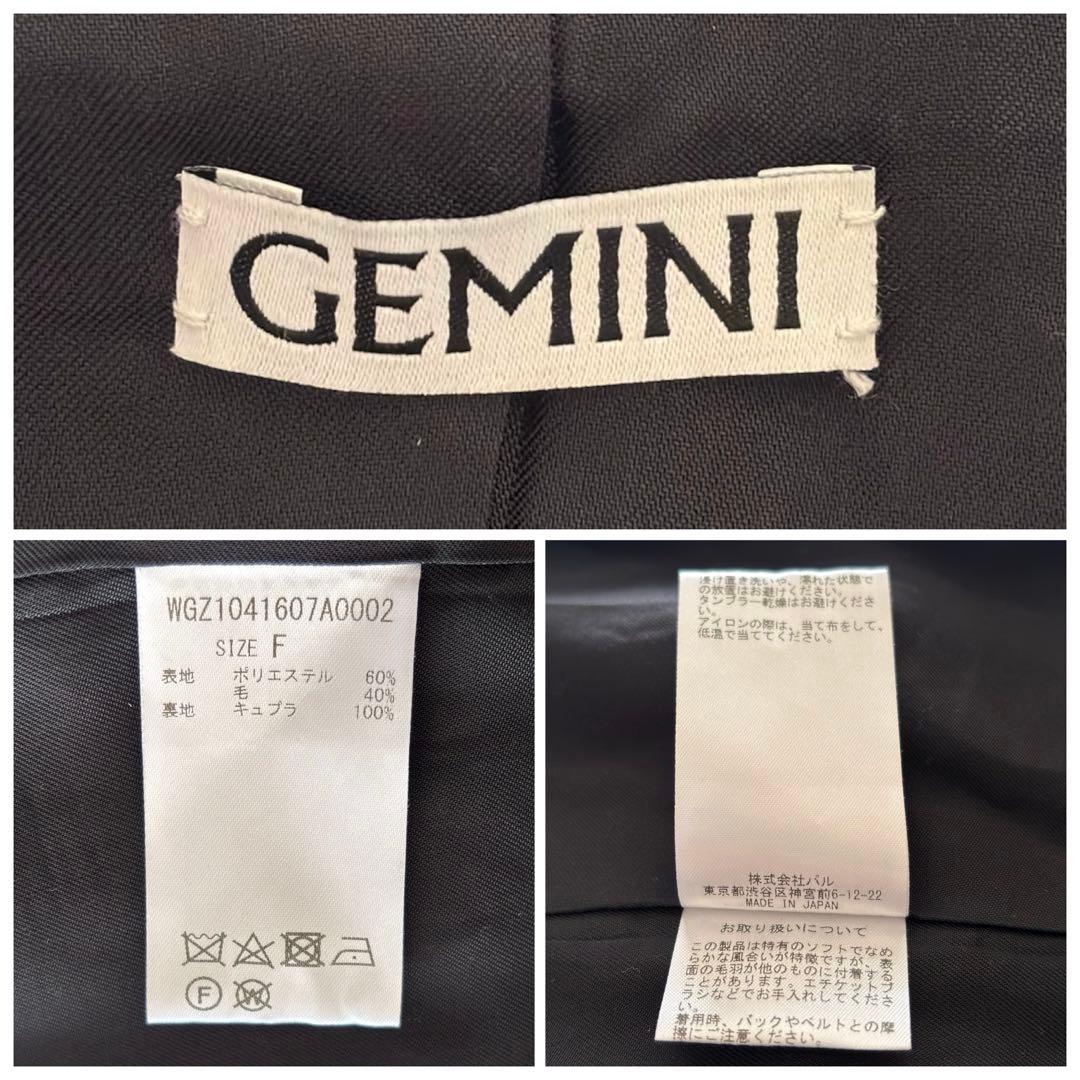 GEMINI
WGZ1041607A0002
SIZE F
表地 ポリエステル 60%
毛 40%
裏地 キュプラ 100%
F
W
浸け置き洗いや、濡れた状態で
の放置はお避けください。
タンブラー乾燥はお避けくださ
い。
アイロンの際は、当て布をして、
低温で当ててください。
株式会社パル
東京都渋谷区神宮前6-12-22
MADE IN JAPAN
お取り扱いについて
この製品は特有のソフトでなめ
らかな風合いが特徴ですが、表
面の毛羽が他のものに付着する
ことがあります。エチケットブ
ラシなどでお手入れしてくださ
い。
着用時、バックやベルトとの摩
擦にご注意ください。